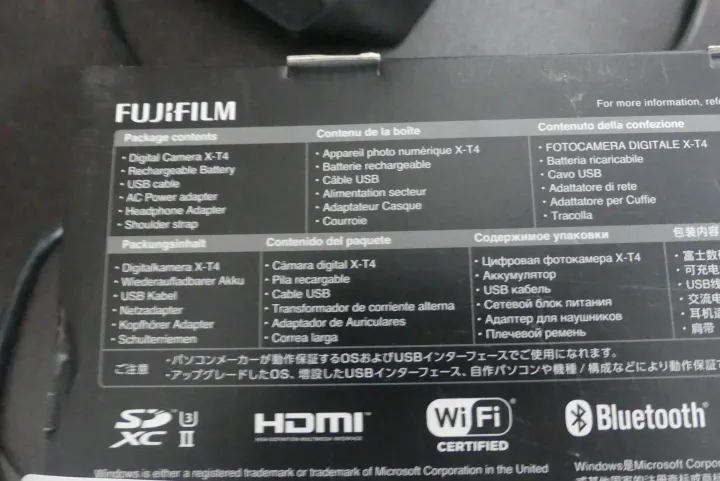 FUJIFILM
For more information,
Package contents
· Digital Camera X-T4
· Rechargeable Battery
· USB cable
· AC Power adapter
· Headphone Adapter
· Shoulder strap
Contenu de la boîte
· Appareil photo numérique X-T4
· Batterie rechargeable
· Câble USB
· Alimentation secteur
· Adaptateur Casque
· Courroie
Contenuto della confezione
· FOTOCAMERA DIGITALE X-T4
· Batteria ricaricabile
· Cavo USB
· Adattatore di rete
· Adattatore per Cuffie
· Tracolla
Packungsinhalt
· Digitalkamera X-T4
· Wiederaufladbarer Akku
· USB Kabel
· Netzadapter
· Kopfhörer Adapter
· Schulterriemen
Contenido del paquete
· Cámara digital X-T4
· Pila recargable
· Cable USB
· Transformador de corriente alterna
· Adaptador de Auriculares
· Correa larga
Содержимое упаковки
· Цифровая фотокамера X-T4
· Аккумулятор
· USB кабель
· Сетевой блок питания
· Адаптер для наушников
· Плечевой ремень
包装内容
· 富士数
· 可充电
· USB线
· 交流电
· 耳机适
· 肩带
ご注意
・パソコンメーカーが動作保証するOSおよびUSBインターフェースでご使用になれます。
・アップグレードしたOS、増設したUSBインターフェース、自作パソコンや機種/構成などにより動作保証
SD XC U3 II
HDMI
HIGH-DEFINITION MULTIMEDIA INTERFACE
Wi Fi CERTIFIED
Bluetooth
Windows is either a registered trademark or trademark of Microsoft Corporation in the United
Windows是Microsoft Corpora